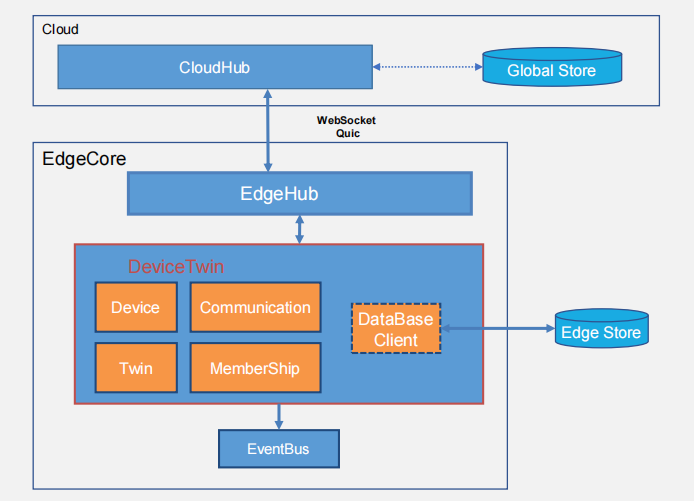 Cloud
CloudHub
Global Store
WebSocket
Quic
EdgeCore
EdgeHub
DeviceTwin
Device
Communication
DataBase
Client
Edge Store
Twin
MemberShip
EventBus